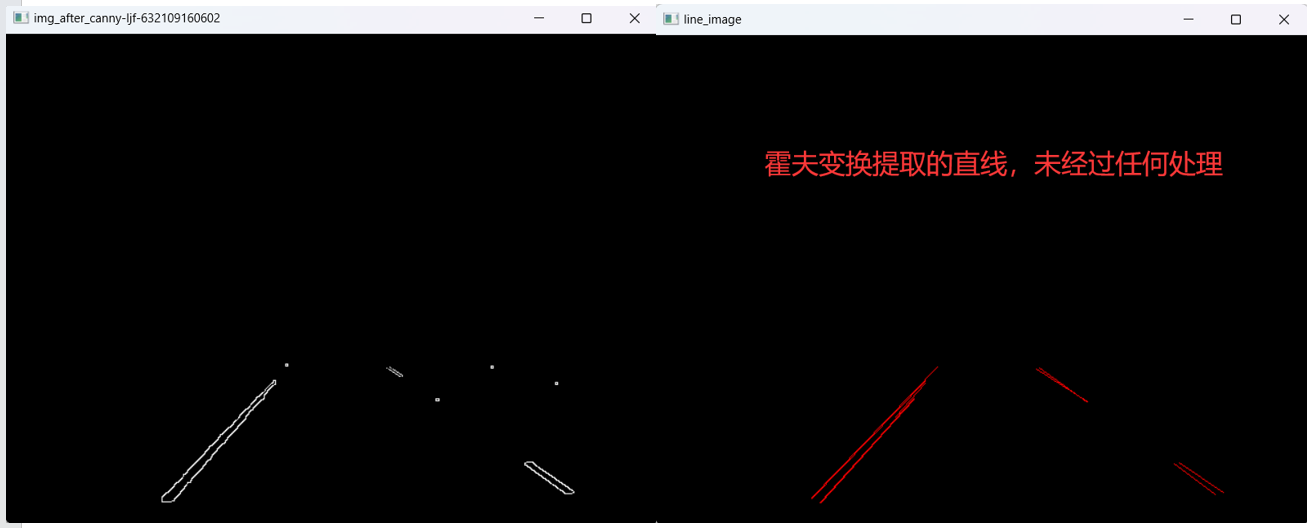 img_after_canny-ljf-632109160602
line_image
霍夫变换提取的直线，未经过任何处理